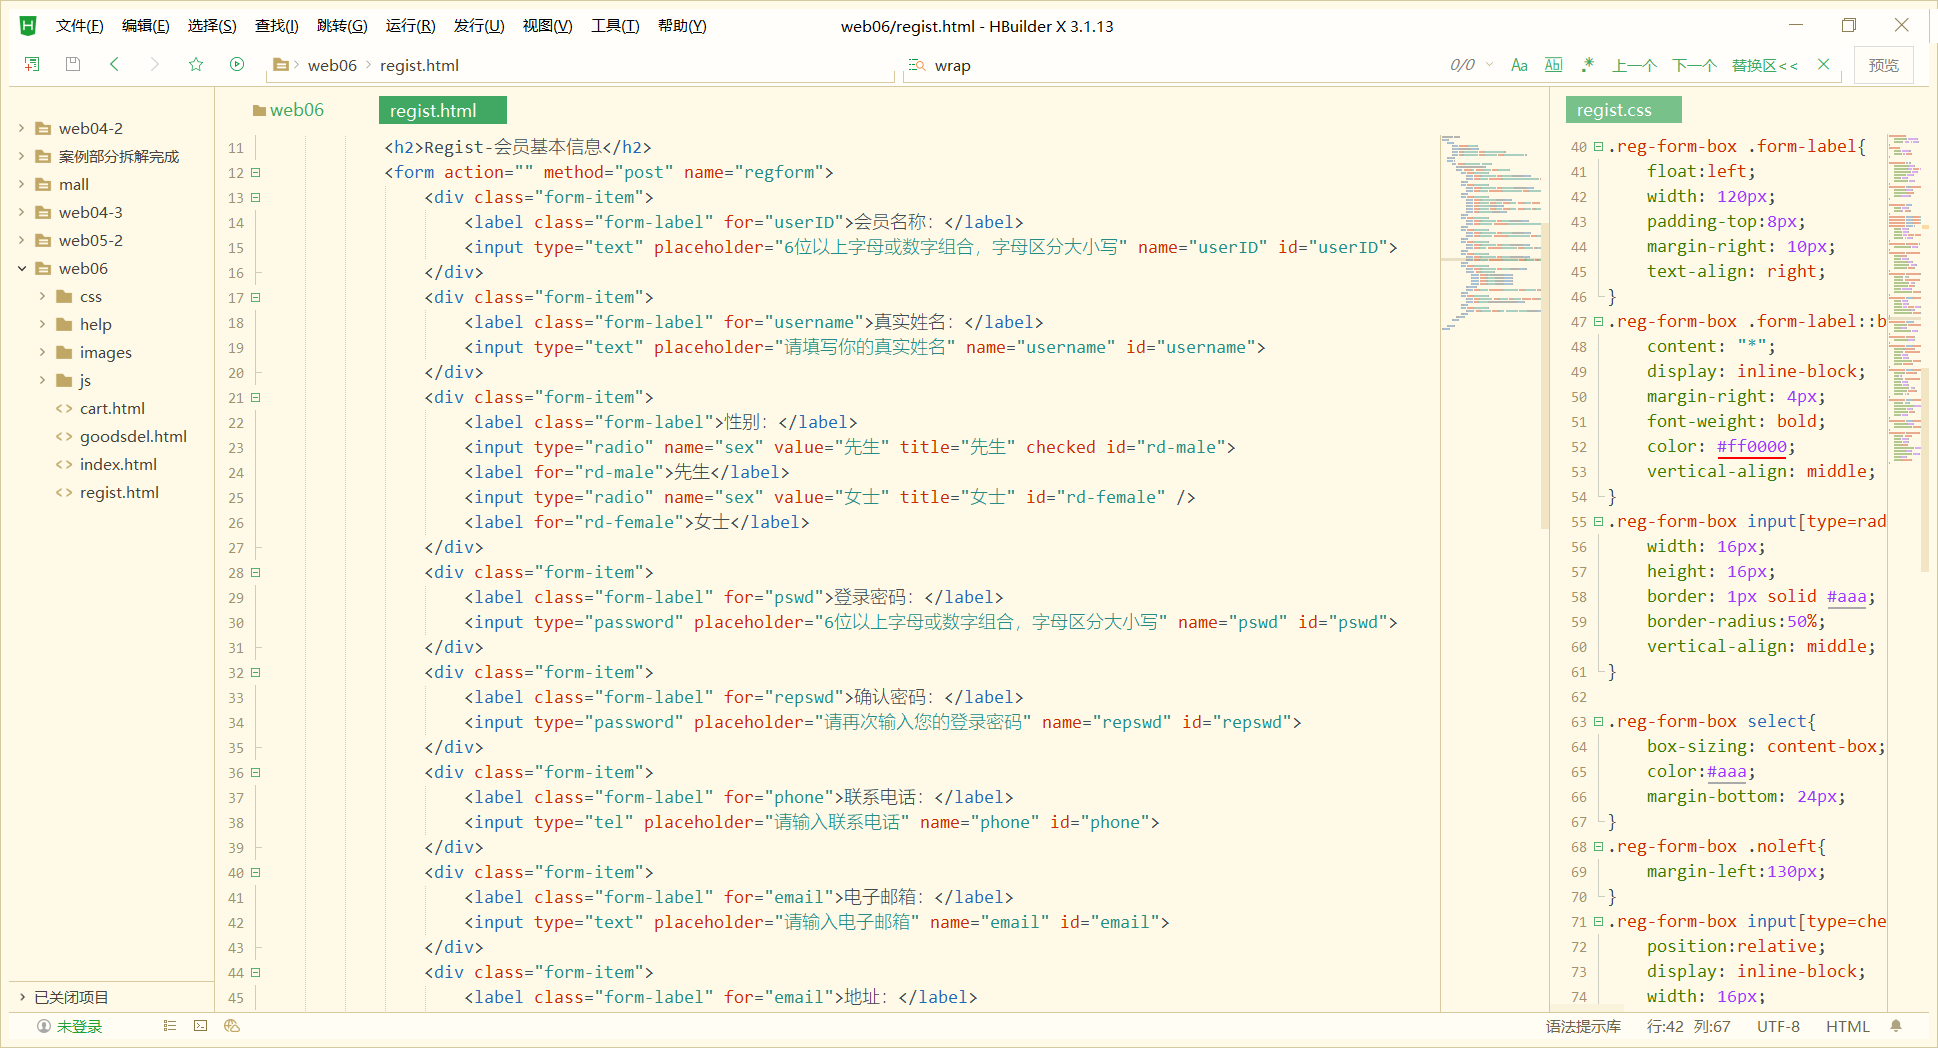 文件(F) 编辑(E) 选择(S) 查找(I) 跳转(G) 运行(R) 发行(U) 视图(V) 工具(T) 帮助(Y) web06/regist.html - HBuilder X 3.1.13
web06 regist.html wrap 0/0 Aa Ab| .* 上一个 下一个 替换区<< 预览
web04-2
案例部分拆解完成
mall
web04-3
web05-2
web06
css
help
images
js
<> cart.html
<> goodsdel.html
<> index.html
<> regist.html
已关闭项目
web06 regist.html
11 <h2>Regist-会员基本信息</h2>
12 <form action="" method="post" name="regform">
13 <div class="form-item">
14 <label class="form-label" for="userID">会员名称：</label>
15 <input type="text" placeholder="6位以上字母或数字组合，字母区分大小写" name="userID" id="userID">
16 </div>
17 <div class="form-item">
18 <label class="form-label" for="username">真实姓名：</label>
19 <input type="text" placeholder="请填写你的真实姓名" name="username" id="username">
20 </div>
21 <div class="form-item">
22 <label class="form-label">性别：</label>
23 <input type="radio" name="sex" value="先生" title="先生" checked id="rd-male">
24 <label for="rd-male">先生</label>
25 <input type="radio" name="sex" value="女士" title="女士" id="rd-female" />
26 <label for="rd-female">女士</label>
27 </div>
28 <div class="form-item">
29 <label class="form-label" for="pswd">登录密码：</label>
30 <input type="password" placeholder="6位以上字母或数字组合，字母区分大小写" name="pswd" id="pswd">
31 </div>
32 <div class="form-item">
33 <label class="form-label" for="repswd">确认密码：</label>
34 <input type="password" placeholder="请再次输入您的登录密码" name="repswd" id="repswd">
35 </div>
36 <div class="form-item">
37 <label class="form-label" for="phone">联系电话：</label>
38 <input type="tel" placeholder="请输入联系电话" name="phone" id="phone">
39 </div>
40 <div class="form-item">
41 <label class="form-label" for="email">电子邮箱：</label>
42 <input type="text" placeholder="请输入电子邮箱" name="email" id="email">
43 </div>
44 <div class="form-item">
45 <label class="form-label" for="email">地址：</label>
regist.css
40 .reg-form-box .form-label{
41 float:left;
42 width: 120px;
43 padding-top:8px;
44 margin-right: 10px;
45 text-align: right;
46 }
47 .reg-form-box .form-label::b
48 content: "*";
49 display: inline-block;
50 margin-right: 4px;
51 font-weight: bold;
52 color: #ff0000;
53 vertical-align: middle;
54 }
55 .reg-form-box input[type=rad
56 width: 16px;
57 height: 16px;
58 border: 1px solid #aaa;
59 border-radius:50%;
60 vertical-align: middle;
61 }
62
63 .reg-form-box select{
64 box-sizing: content-box;
65 color:#aaa;
66 margin-bottom: 24px;
67 }
68 .reg-form-box .noleft{
69 margin-left:130px;
70 }
71 .reg-form-box input[type=che
72 position:relative;
73 display: inline-block;
74 width: 16px;
未登录 语法提示库 行:42 列:67 UTF-8 HTML